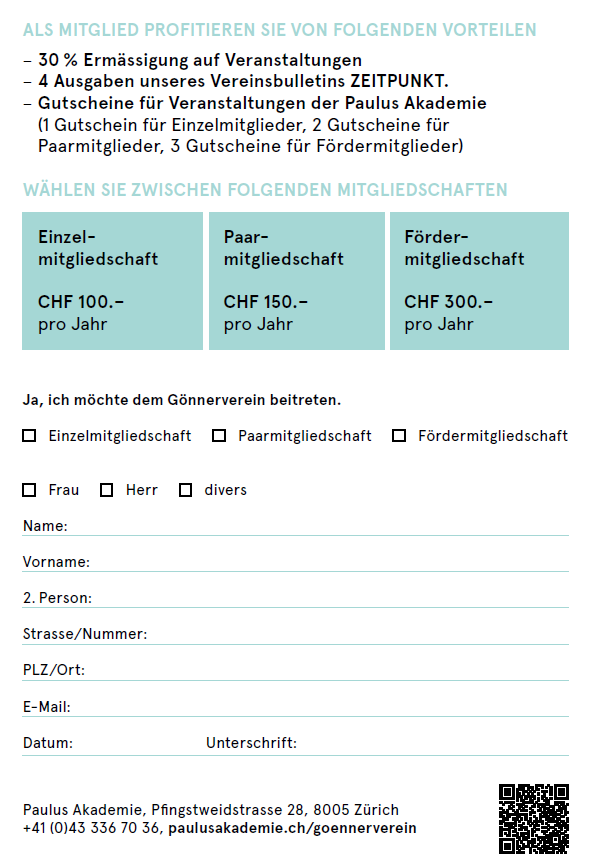 ALS MITGLIED PROFITIEREN SIE VON FOLGENDEN VORTEILEN
– 30 % Ermässigung auf Veranstaltungen
– 4 Ausgaben unseres Vereinsbulletins ZEITPUNKT.
– Gutscheine für Veranstaltungen der Paulus Akademie
(1 Gutschein für Einzelmitglieder, 2 Gutscheine für
Paarmitglieder, 3 Gutscheine für Fördermitglieder)
WÄHLEN SIE ZWISCHEN FOLGENDEN MITGLIEDSCHAFTEN
Einzel-
mitgliedschaft
CHF 100.–
pro Jahr
Paar-
mitgliedschaft
CHF 150.–
pro Jahr
Förder-
mitgliedschaft
CHF 300.–
pro Jahr
Ja, ich möchte dem Gönnerverein beitreten.
Einzelmitgliedschaft Paarmitgliedschaft Fördermitgliedschaft
Frau Herr divers
Name:
Vorname:
2. Person:
Strasse/Nummer:
PLZ/Ort:
E-Mail:
Datum: Unterschrift:
Paulus Akademie, Pfingstweidstrasse 28, 8005 Zürich
+41 (0)43 336 70 36, paulusakademie.ch/goennerverein